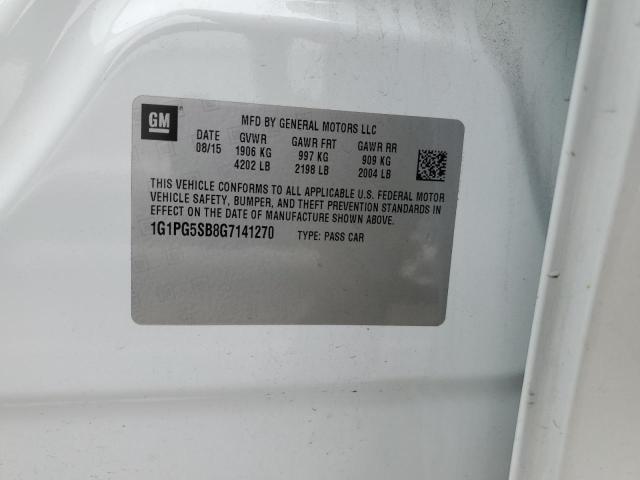 GM
MFD BY GENERAL MOTORS LLC
DATE GVWR GAWR FRT GAWR RR
08/15 1906 KG 997 KG 909 KG
4202 LB 2198 LB 2004 LB
THIS VEHICLE CONFORMS TO ALL APPLICABLE U.S. FEDERAL MOTOR
VEHICLE SAFETY, BUMPER, AND THEFT PREVENTION STANDARDS IN
EFFECT ON THE DATE OF MANUFACTURE SHOWN ABOVE.
1G1PG5SB8G7141270 TYPE: PASS CAR